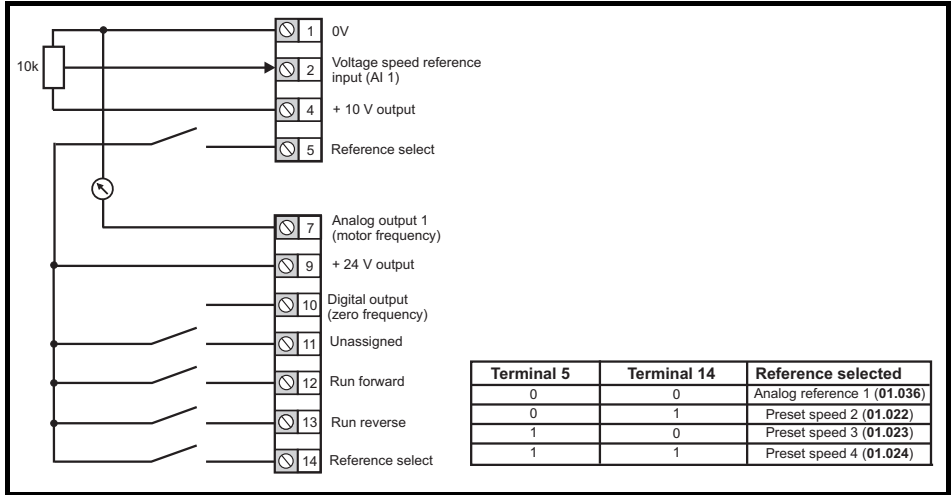 10k
1 0V
2 Voltage speed reference
input (AI 1)
4 + 10 V output
5 Reference select
7 Analog output 1
(motor frequency)
9 + 24 V output
10 Digital output
(zero frequency)
11 Unassigned
12 Run forward
13 Run reverse
14 Reference select
Terminal 5 Terminal 14 Reference selected
0 0 Analog reference 1 (01.036)
0 1 Preset speed 2 (01.022)
1 0 Preset speed 3 (01.023)
1 1 Preset speed 4 (01.024)